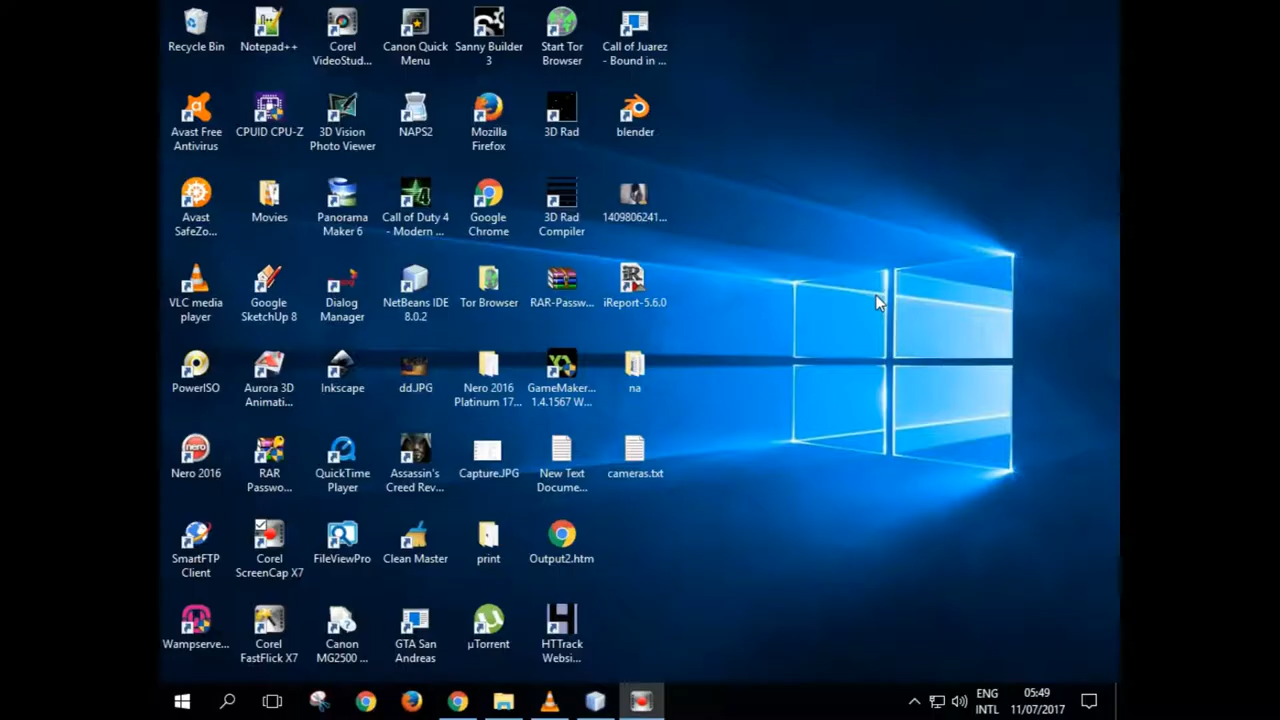 Recycle Bin
Notepad++
Corel
VideoStud...
Canon Quick
Menu
Sanny Builder
3
Start Tor
Browser
Call of Juarez
- Bound in ...
Avast Free
Antivirus
CPUID CPU-Z
3D Vision
Photo Viewer
NAPS2
Mozilla
Firefox
3D Rad
blender
Avast
SafeZo...
Movies
Panorama
Maker 6
Call of Duty 4
- Modern ...
Google
Chrome
3D Rad
Compiler
1409806241...
VLC media
player
Google
SketchUp 8
Dialog
Manager
NetBeans IDE
8.0.2
Tor Browser
RAR-Passw...
iReport-5.6.0
PowerISO
Aurora 3D
Animati...
Inkscape
dd.JPG
Nero 2016
Platinum 17...
GameMaker...
1.4.1567 W...
na
Nero 2016
RAR
Passwo...
QuickTime
Player
Assassin's
Creed Rev...
Capture.JPG
New Text
Docume...
cameras.txt
SmartFTP
Client
Corel
ScreenCap X7
FileViewPro
Clean Master
print
Output2.htm
Wampserve...
Corel
FastFlick X7
Canon
MG2500 ...
GTA San
Andreas
µTorrent
HTTrack
Websi...
ENG
INTL
05:49
11/07/2017